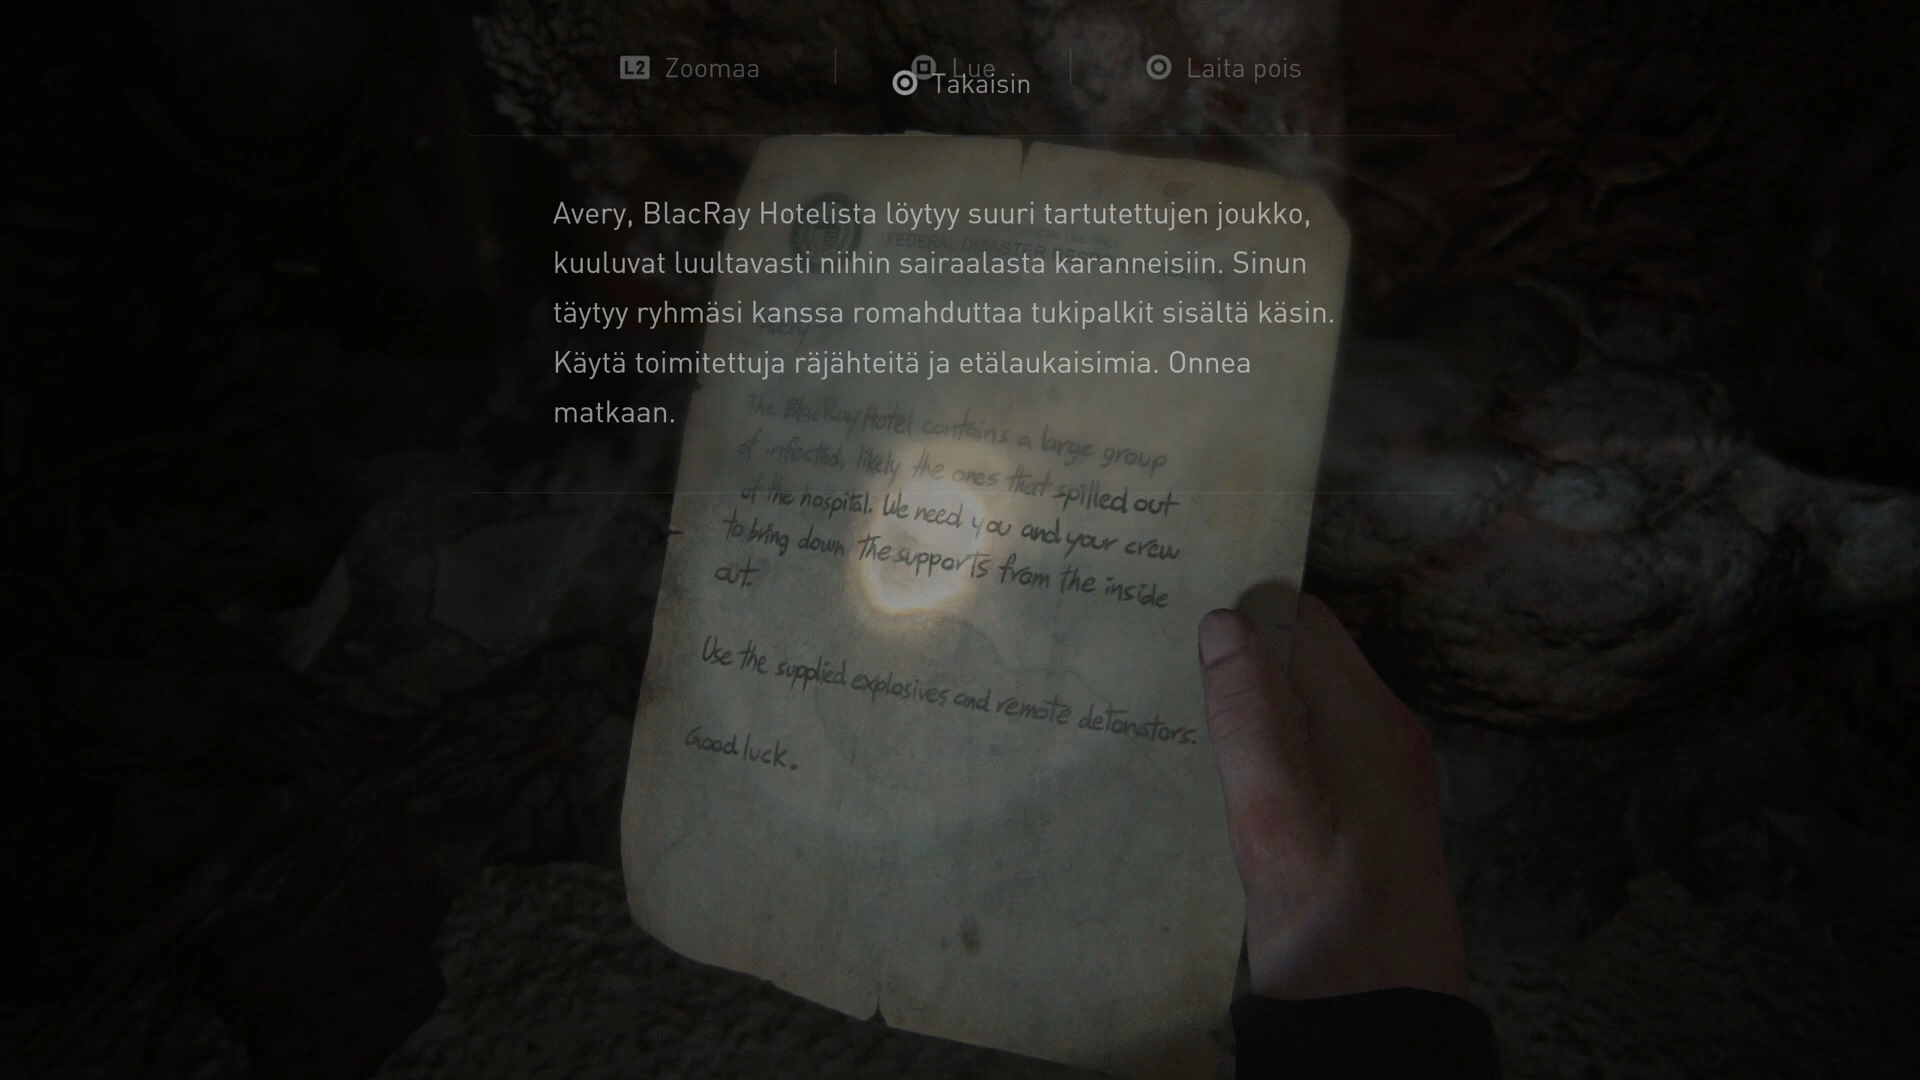 L2 Zoomaa
Lue
Laita pois
Takaisin
Avery, BlacRay Hotelista löytyy suuri tartutettujen joukko,
kuuluvat luultavasti niihin sairaalasta karanneisiin. Sinun
täytyy ryhmäsi kanssa romahduttaa tukipalkit sisältä käsin.
Käytä toimitettuja räjähteitä ja etälaukaisimia. Onnea
matkaan.
FEDERAL DISASTER
Avery
The BlacRay Hotel contains a large group
of infected, likely the ones that spilled out
of the hospital. We need you and your crew
to bring down the supports from the inside
out.
Use the supplied explosives and remote detonators.
Good luck.